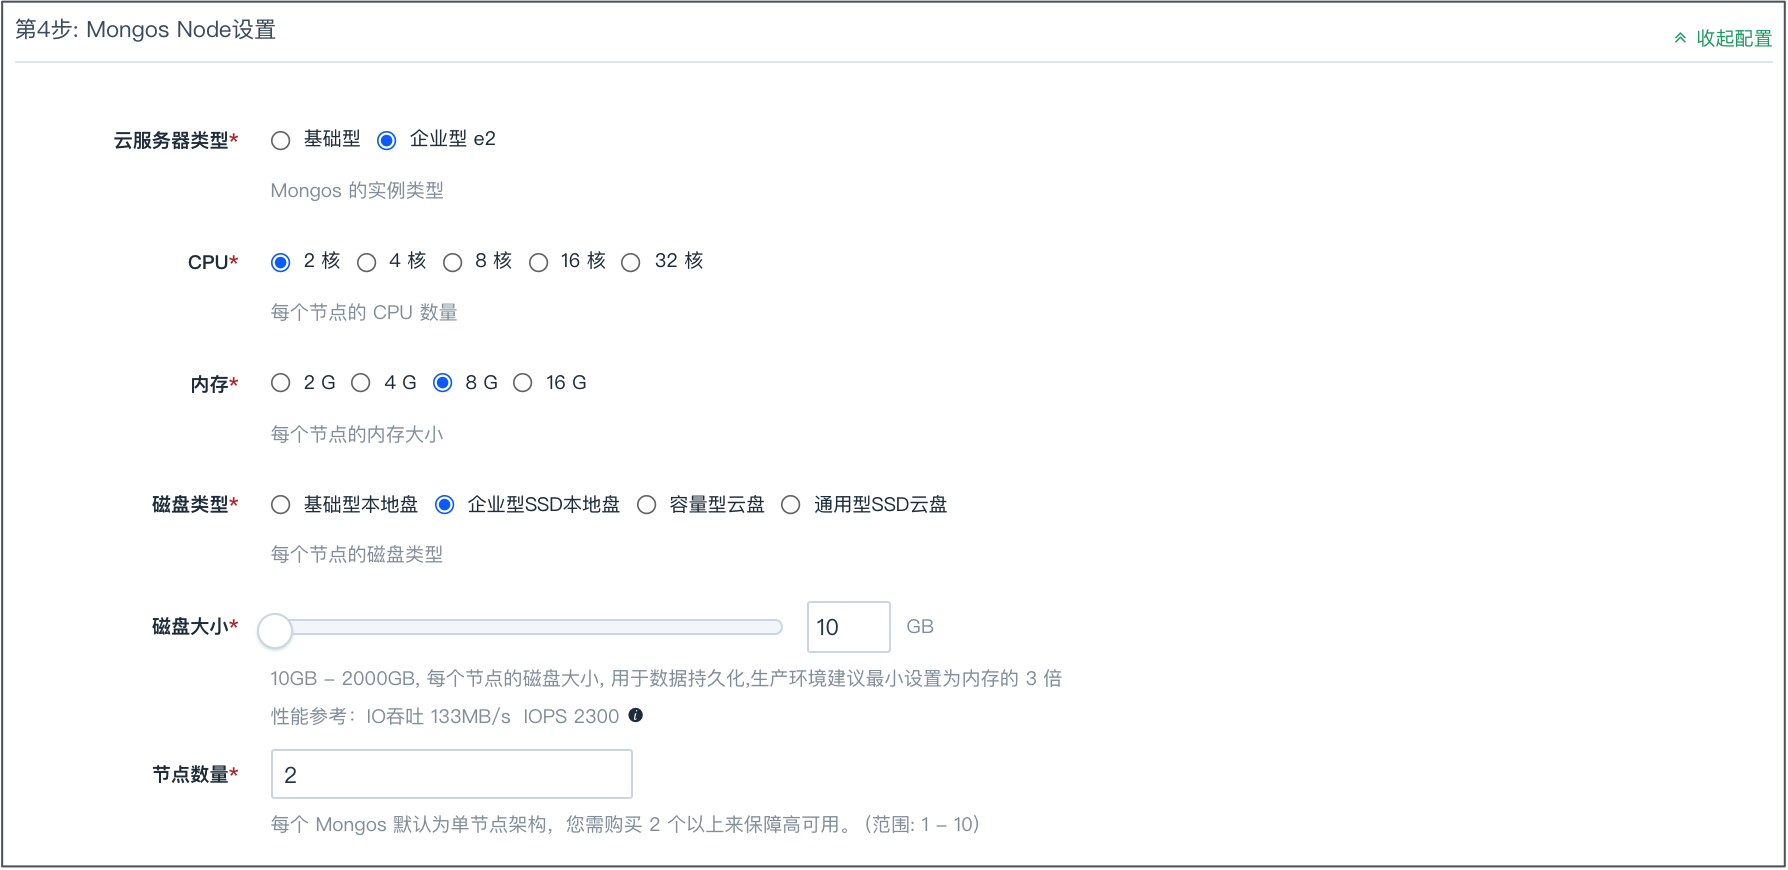 第4步: Mongos Node设置
收起配置
云服务器类型* 基础型 企业型 e2
Mongos 的实例类型
CPU* 2 核 4 核 8 核 16 核 32 核
每个节点的 CPU 数量
内存* 2 G 4 G 8 G 16 G
每个节点的内存大小
磁盘类型* 基础型本地盘 企业型SSD本地盘 容量型云盘 通用型SSD云盘
每个节点的磁盘类型
磁盘大小* 10 GB
10GB – 2000GB, 每个节点的磁盘大小, 用于数据持久化,生产环境建议最小设置为内存的 3 倍
性能参考：IO吞吐 133MB/s IOPS 2300
节点数量* 2
每个 Mongos 默认为单节点架构，您需购买 2 个以上来保障高可用。（范围: 1 – 10）